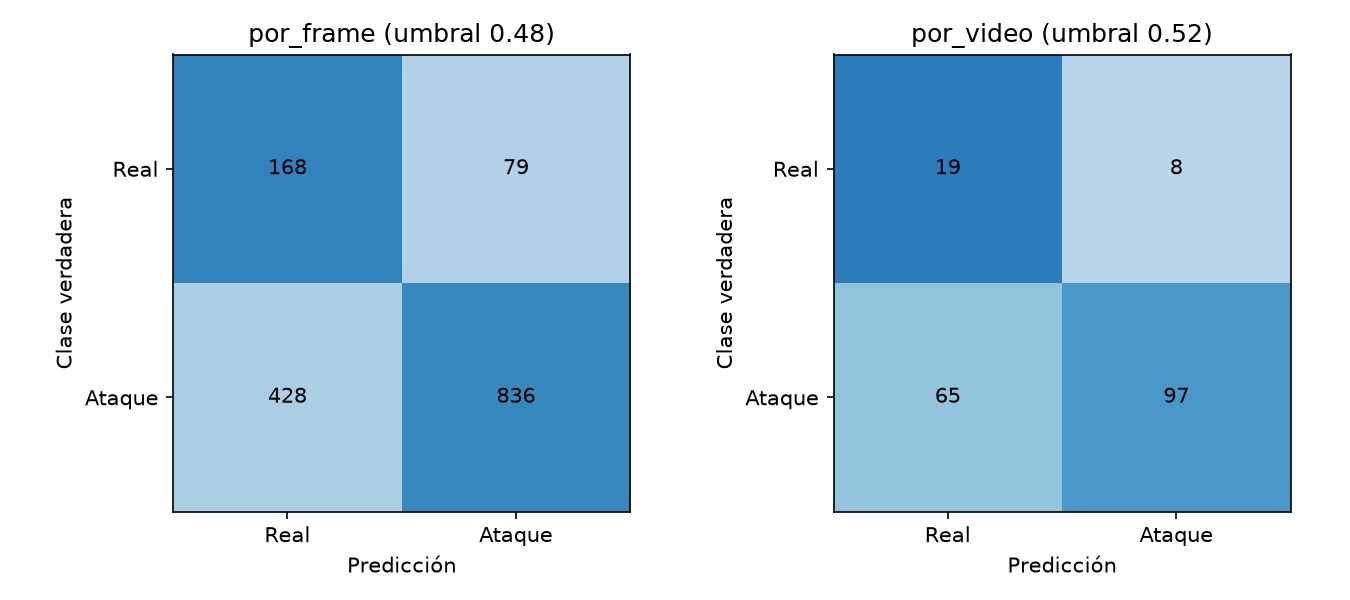 por_frame (umbral 0.48)
Clase verdadera
Real
168
79
Ataque
428
836
Real
Ataque
Predicción
por_video (umbral 0.52)
Clase verdadera
Real
19
8
Ataque
65
97
Real
Ataque
Predicción